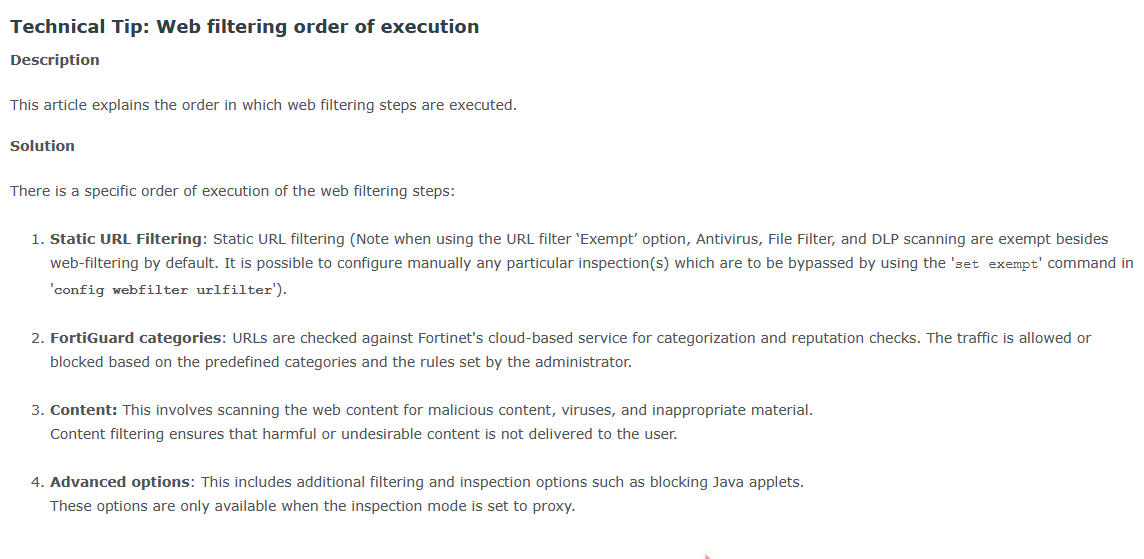 Technical Tip: Web filtering order of execution
Description
This article explains the order in which web filtering steps are executed.
Solution
There is a specific order of execution of the web filtering steps:
1. Static URL Filtering: Static URL filtering (Note when using the URL filter ‘Exempt’ option, Antivirus, File Filter, and DLP scanning are exempt besides
web-filtering by default. It is possible to configure manually any particular inspection(s) which are to be bypassed by using the 'set exempt' command in
'config webfilter urlfilter').
2. FortiGuard categories: URLs are checked against Fortinet's cloud-based service for categorization and reputation checks. The traffic is allowed or
blocked based on the predefined categories and the rules set by the administrator.
3. Content: This involves scanning the web content for malicious content, viruses, and inappropriate material.
Content filtering ensures that harmful or undesirable content is not delivered to the user.
4. Advanced options: This includes additional filtering and inspection options such as blocking Java applets.
These options are only available when the inspection mode is set to proxy.